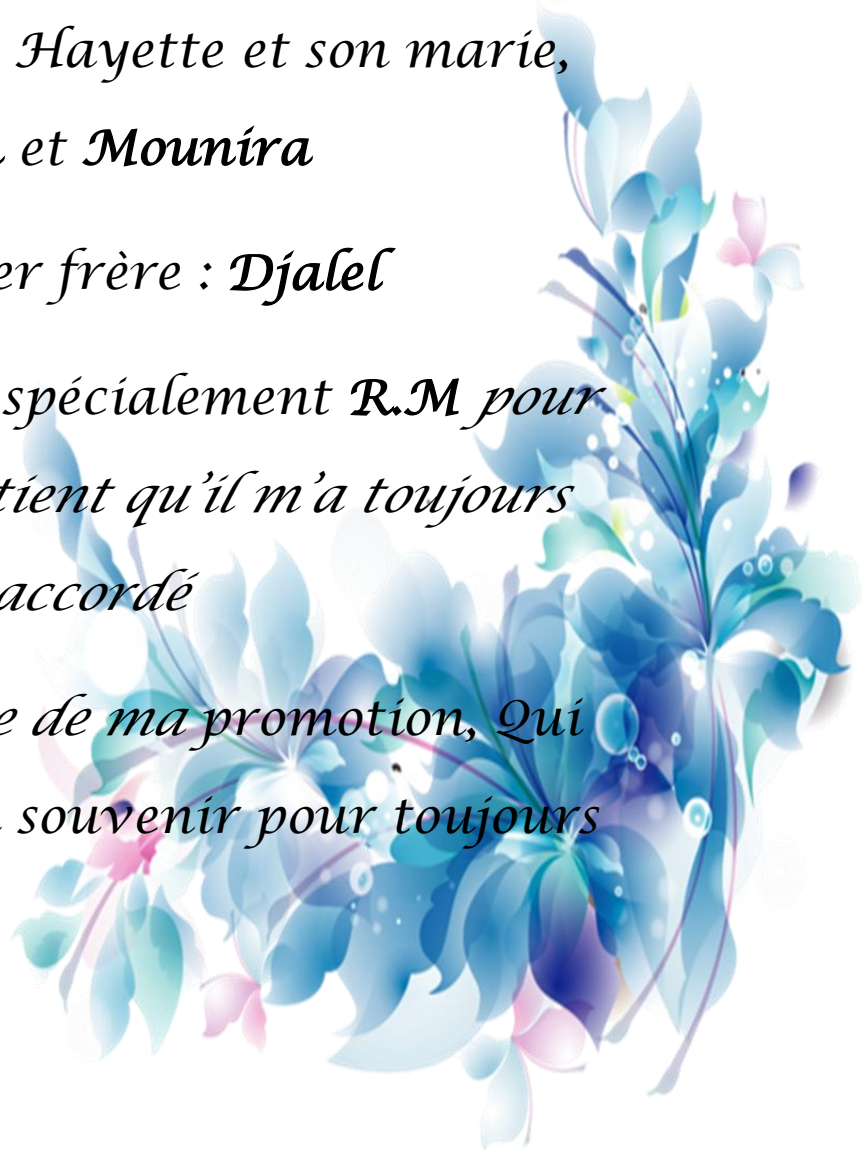 Hayette et son marie,
et Mounira
er frère : Djalel
spécialement R.M pour
tient qu'il m'a toujours
accordé
e de ma promotion, Qui
souvenir pour toujours